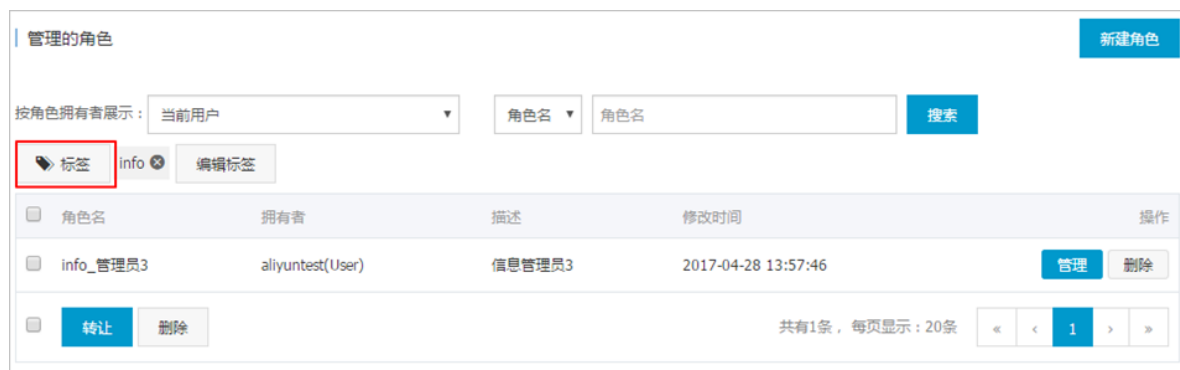 管理的角色 新建角色
按角色拥有者展示： 当前用户 角色名 角色名 搜索
标签 info 编辑标签
角色名 拥有者 描述 修改时间 操作
info_管理员3 aliyuntest(User) 信息管理员3 2017-04-28 13:57:46 管理 删除
转让 删除 共有1条，每页显示：20条 « ‹ 1 › »